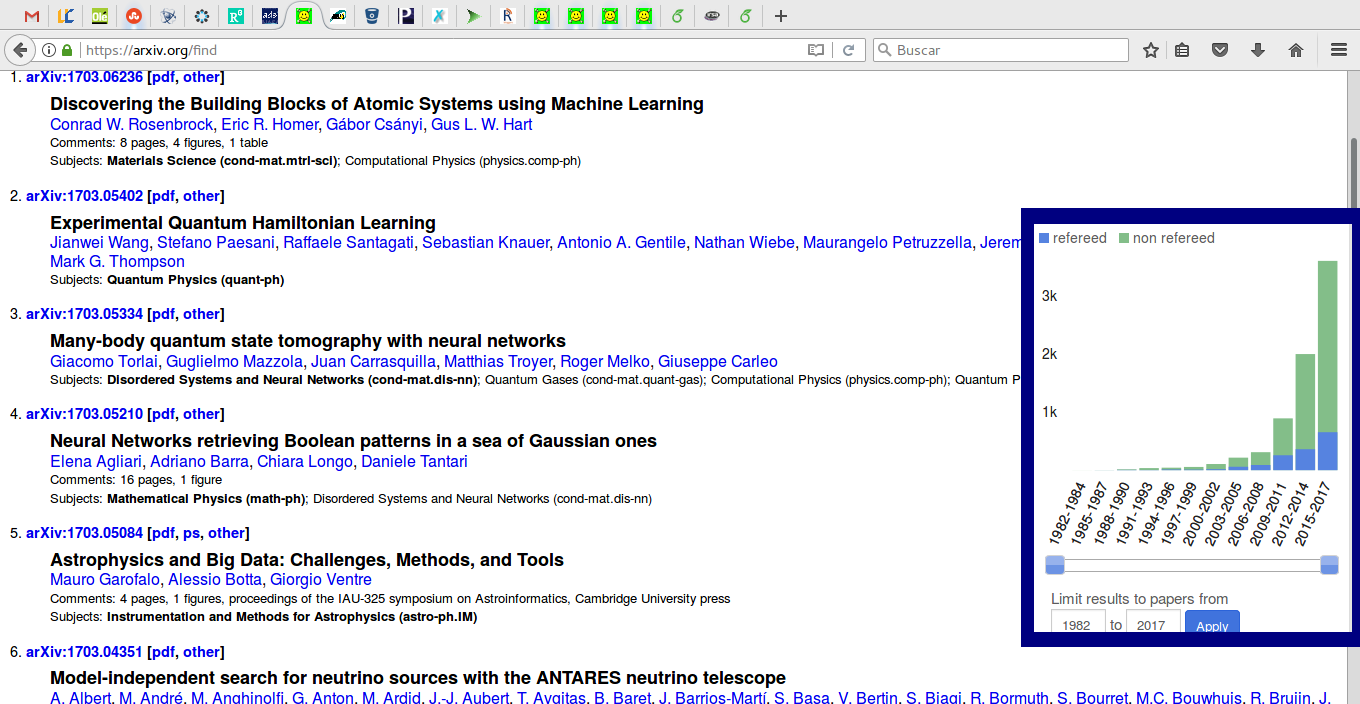 https://arxiv.org/find
Buscar
1. arXiv:1703.06236 [pdf, other]
Discovering the Building Blocks of Atomic Systems using Machine Learning
Conrad W. Rosenbrock, Eric R. Homer, Gábor Csányi, Gus L. W. Hart
Comments: 8 pages, 4 figures, 1 table
Subjects: Materials Science (cond-mat.mtrl-sci); Computational Physics (physics.comp-ph)
2. arXiv:1703.05402 [pdf, other]
Experimental Quantum Hamiltonian Learning
Jianwei Wang, Stefano Paesani, Raffaele Santagati, Sebastian Knauer, Antonio A. Gentile, Nathan Wiebe, Maurangelo Petruzzella, Jerem
Mark G. Thompson
Subjects: Quantum Physics (quant-ph)
3. arXiv:1703.05334 [pdf, other]
Many-body quantum state tomography with neural networks
Giacomo Torlai, Guglielmo Mazzola, Juan Carrasquilla, Matthias Troyer, Roger Melko, Giuseppe Carleo
Subjects: Disordered Systems and Neural Networks (cond-mat.dis-nn); Quantum Gases (cond-mat.quant-gas); Computational Physics (physics.comp-ph); Quantum P
4. arXiv:1703.05210 [pdf, other]
Neural Networks retrieving Boolean patterns in a sea of Gaussian ones
Elena Agliari, Adriano Barra, Chiara Longo, Daniele Tantari
Comments: 16 pages, 1 figure
Subjects: Mathematical Physics (math-ph); Disordered Systems and Neural Networks (cond-mat.dis-nn)
5. arXiv:1703.05084 [pdf, ps, other]
Astrophysics and Big Data: Challenges, Methods, and Tools
Mauro Garofalo, Alessio Botta, Giorgio Ventre
Comments: 4 pages, 1 figures, proceedings of the IAU-325 symposium on Astroinformatics, Cambridge University press
Subjects: Instrumentation and Methods for Astrophysics (astro-ph.IM)
6. arXiv:1703.04351 [pdf, other]
Model-independent search for neutrino sources with the ANTARES neutrino telescope
A. Albert, M. André, M. Anghinolfi, G. Anton, M. Ardid, J.-J. Aubert, T. Avgitas, B. Baret, J. Barrios-Martí, S. Basa, V. Bertin, S. Biagi, R. Bormuth, S. Bourret, M.C. Bouwhuis, R. Bruijn, J.
refereed non refereed
3k
2k
1k
1982-1984
1985-1987
1988-1990
1991-1993
1994-1996
1997-1999
2000-2002
2003-2005
2006-2008
2009-2011
2012-2014
2015-2017
Limit results to papers from
1982 to 2017 Apply